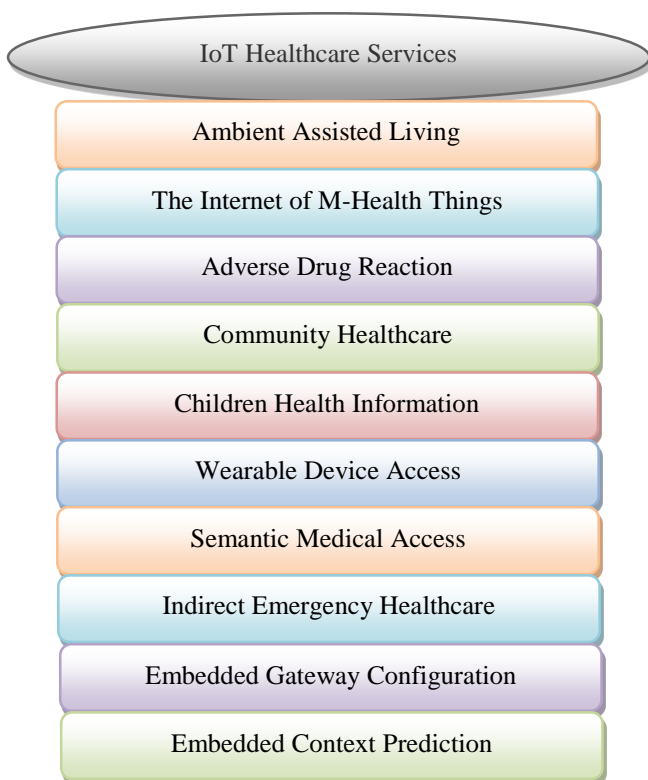 IoT Healthcare Services
Ambient Assisted Living
The Internet of M-Health Things
Adverse Drug Reaction
Community Healthcare
Children Health Information
Wearable Device Access
Semantic Medical Access
Indirect Emergency Healthcare
Embedded Gateway Configuration
Embedded Context Prediction